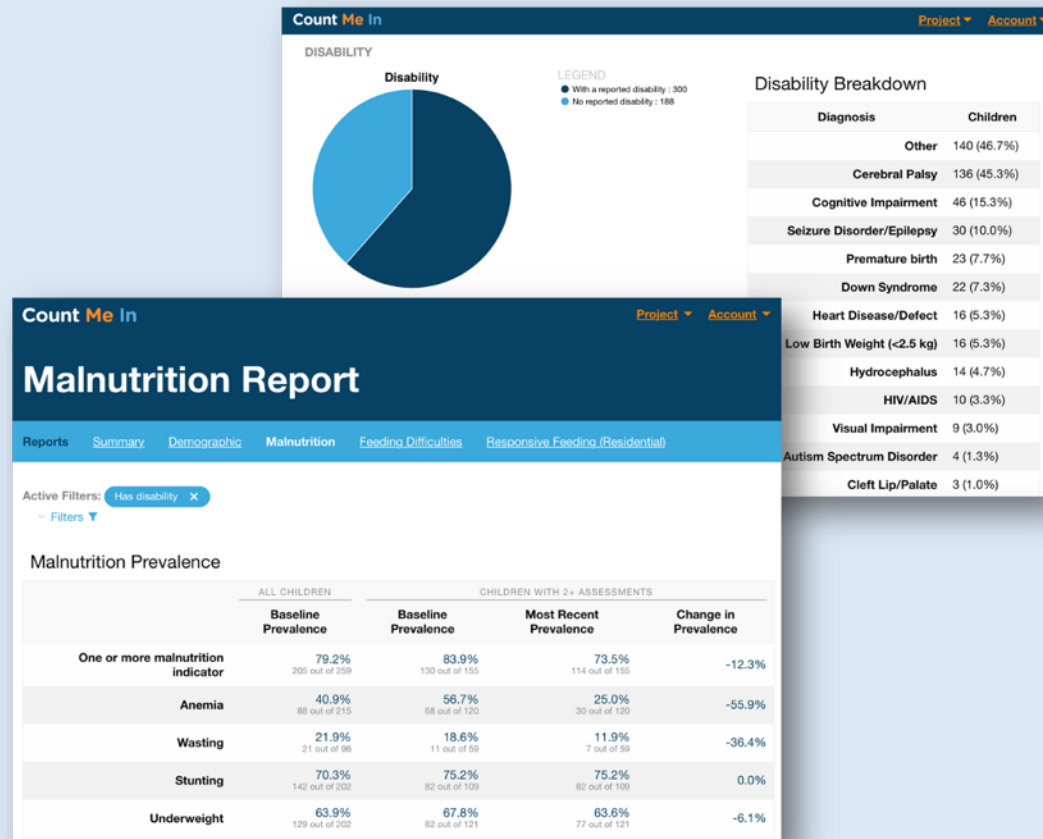 Count Me In
Project Account
DISABILITY
Disability
LEGEND
With a reported disability : 300
No reported disability : 188
Disability Breakdown
Diagnosis Children
Other 140 (46.7%)
Cerebral Palsy 136 (45.3%)
Cognitive Impairment 46 (15.3%)
Seizure Disorder/Epilepsy 30 (10.0%)
Premature birth 23 (7.7%)
Down Syndrome 22 (7.3%)
Heart Disease/Defect 16 (5.3%)
Low Birth Weight (<2.5 kg) 16 (5.3%)
Hydrocephalus 14 (4.7%)
HIV/AIDS 10 (3.3%)
Visual Impairment 9 (3.0%)
Autism Spectrum Disorder 4 (1.3%)
Cleft Lip/Palate 3 (1.0%)
Count Me In
Project Account
Malnutrition Report
Reports Summary Demographic Malnutrition Feeding Difficulties Responsive Feeding (Residential)
Active Filters: Has disability X
Filters
Malnutrition Prevalence
ALL CHILDREN CHILDREN WITH 2+ ASSESSMENTS
Baseline Baseline Most Recent Change in
Prevalence Prevalence Prevalence Prevalence
One or more malnutrition 79.2% 83.9% 73.5% -12.3%
indicator 205 out of 259 130 out of 155 114 out of 155
Anemia 40.9% 56.7% 25.0% -55.9%
88 out of 215 68 out of 120 30 out of 120
Wasting 21.9% 18.6% 11.9% -36.4%
21 out of 96 11 out of 59 7 out of 59
Stunting 70.3% 75.2% 75.2% 0.0%
142 out of 202 82 out of 109 82 out of 109
Underweight 63.9% 67.8% 63.6% -6.1%
129 out of 202 82 out of 121 77 out of 121